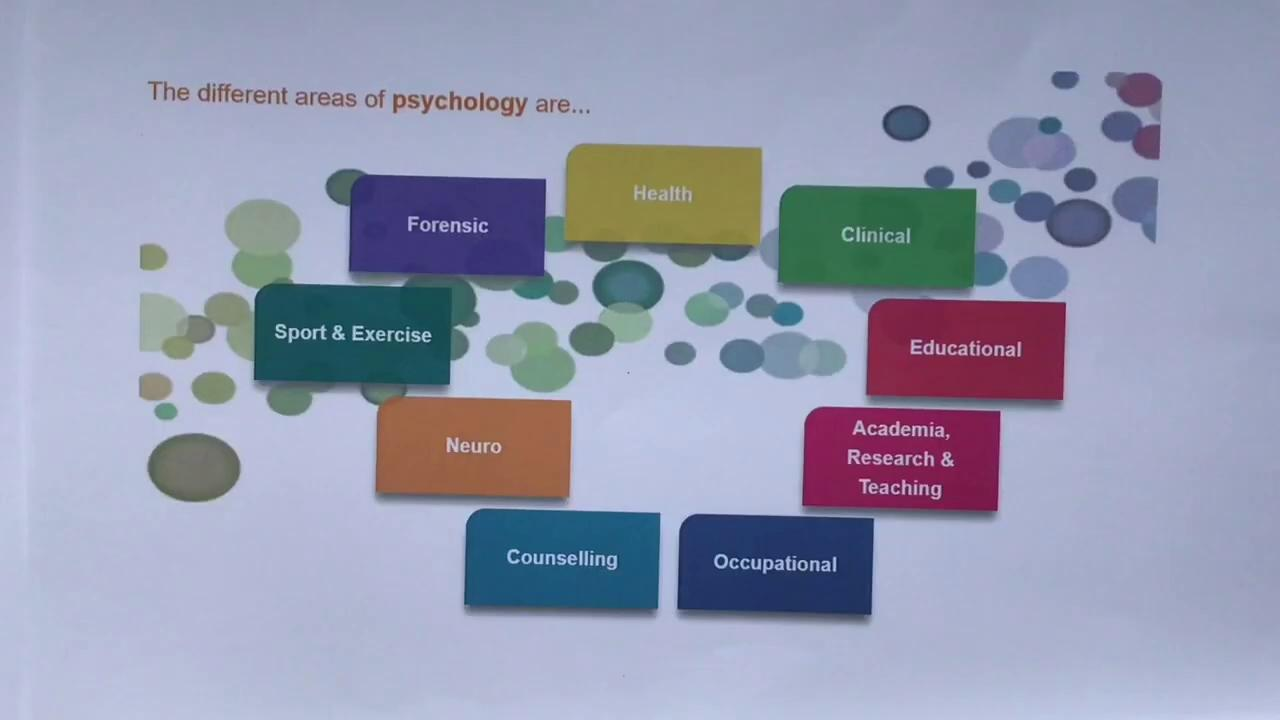 The different areas of psychology are...
Health
Forensic
Clinical
Sport & Exercise
Educational
Neuro
Academia,
Research &
Teaching
Counselling
Occupational